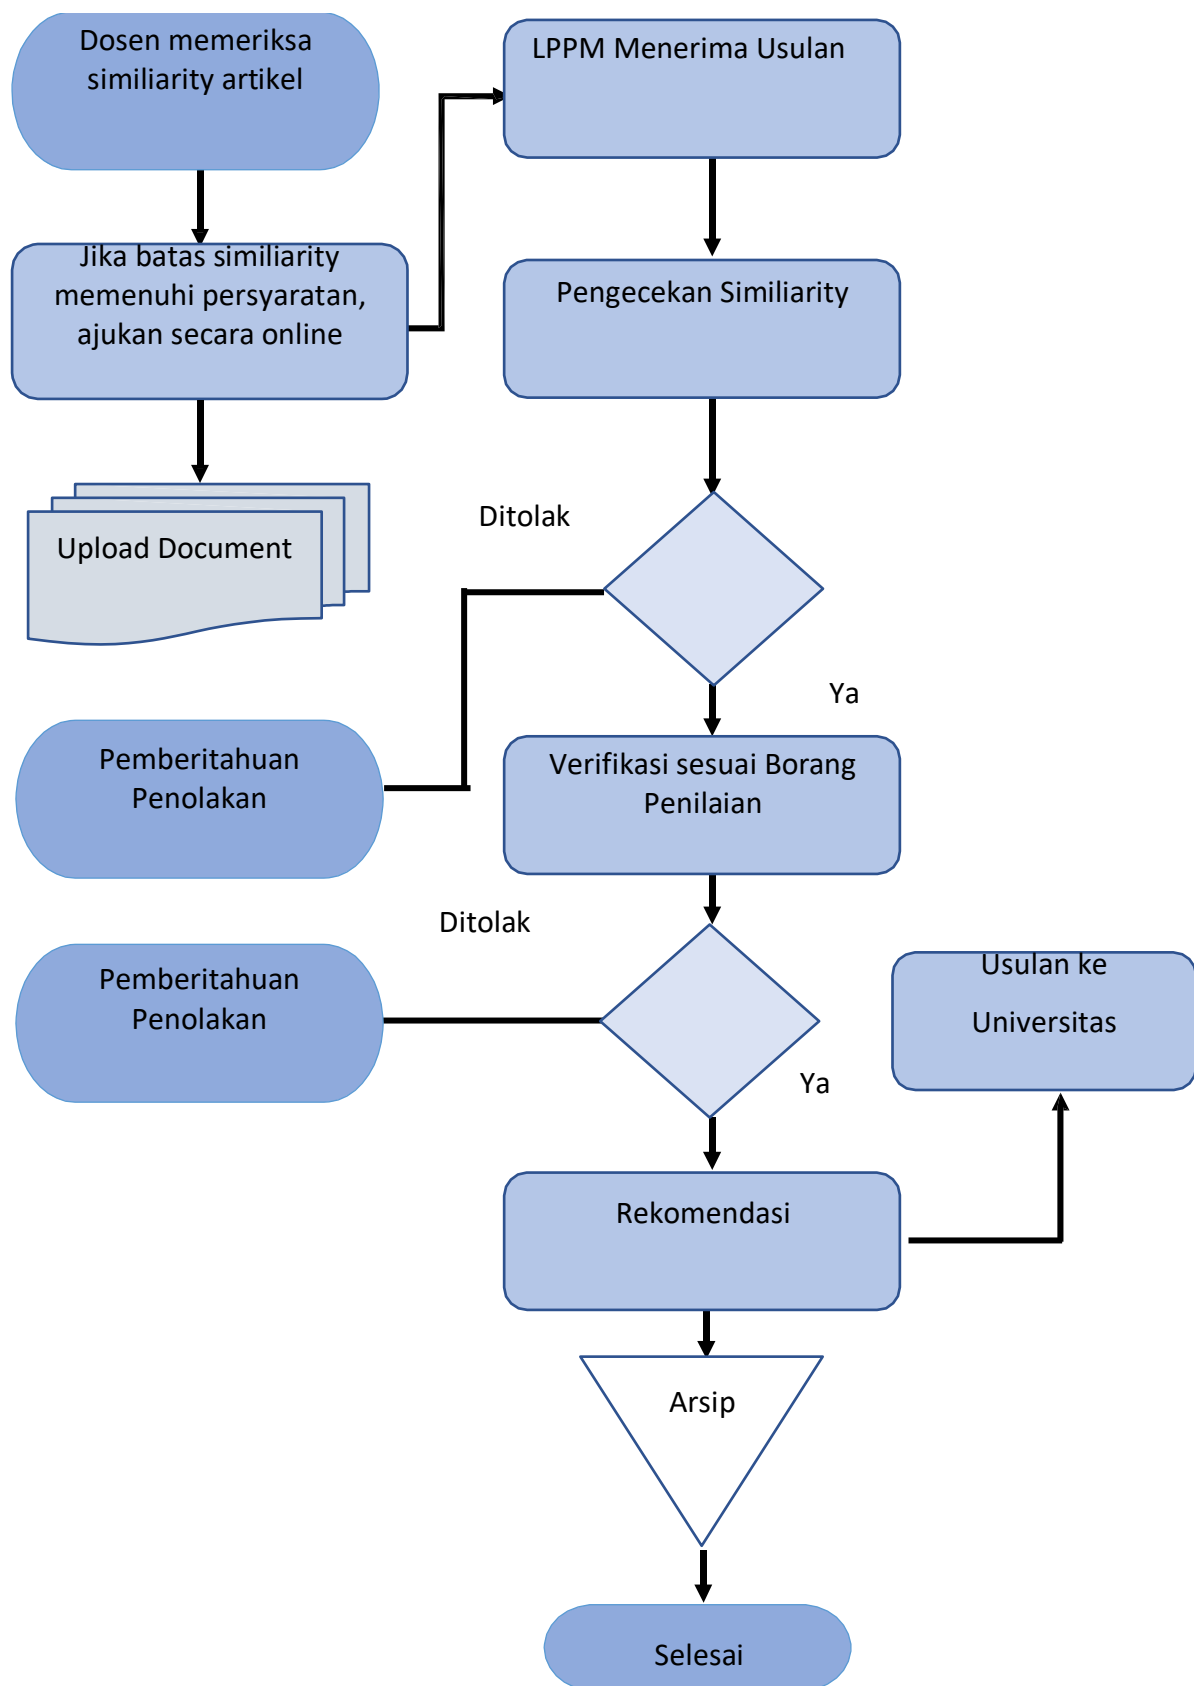 Dosen memeriksa
similiarity artikel
LPPM Menerima Usulan
Jika batas similiarity
memenuhi persyaratan,
ajukan secara online
Pengecekan Similiarity
Upload Document
Ditolak
Ya
Pemberitahuan
Penolakan
Verifikasi sesuai Borang
Penilaian
Ditolak
Pemberitahuan
Penolakan
Usulan ke
Universitas
Ya
Rekomendasi
Arsip
Selesai